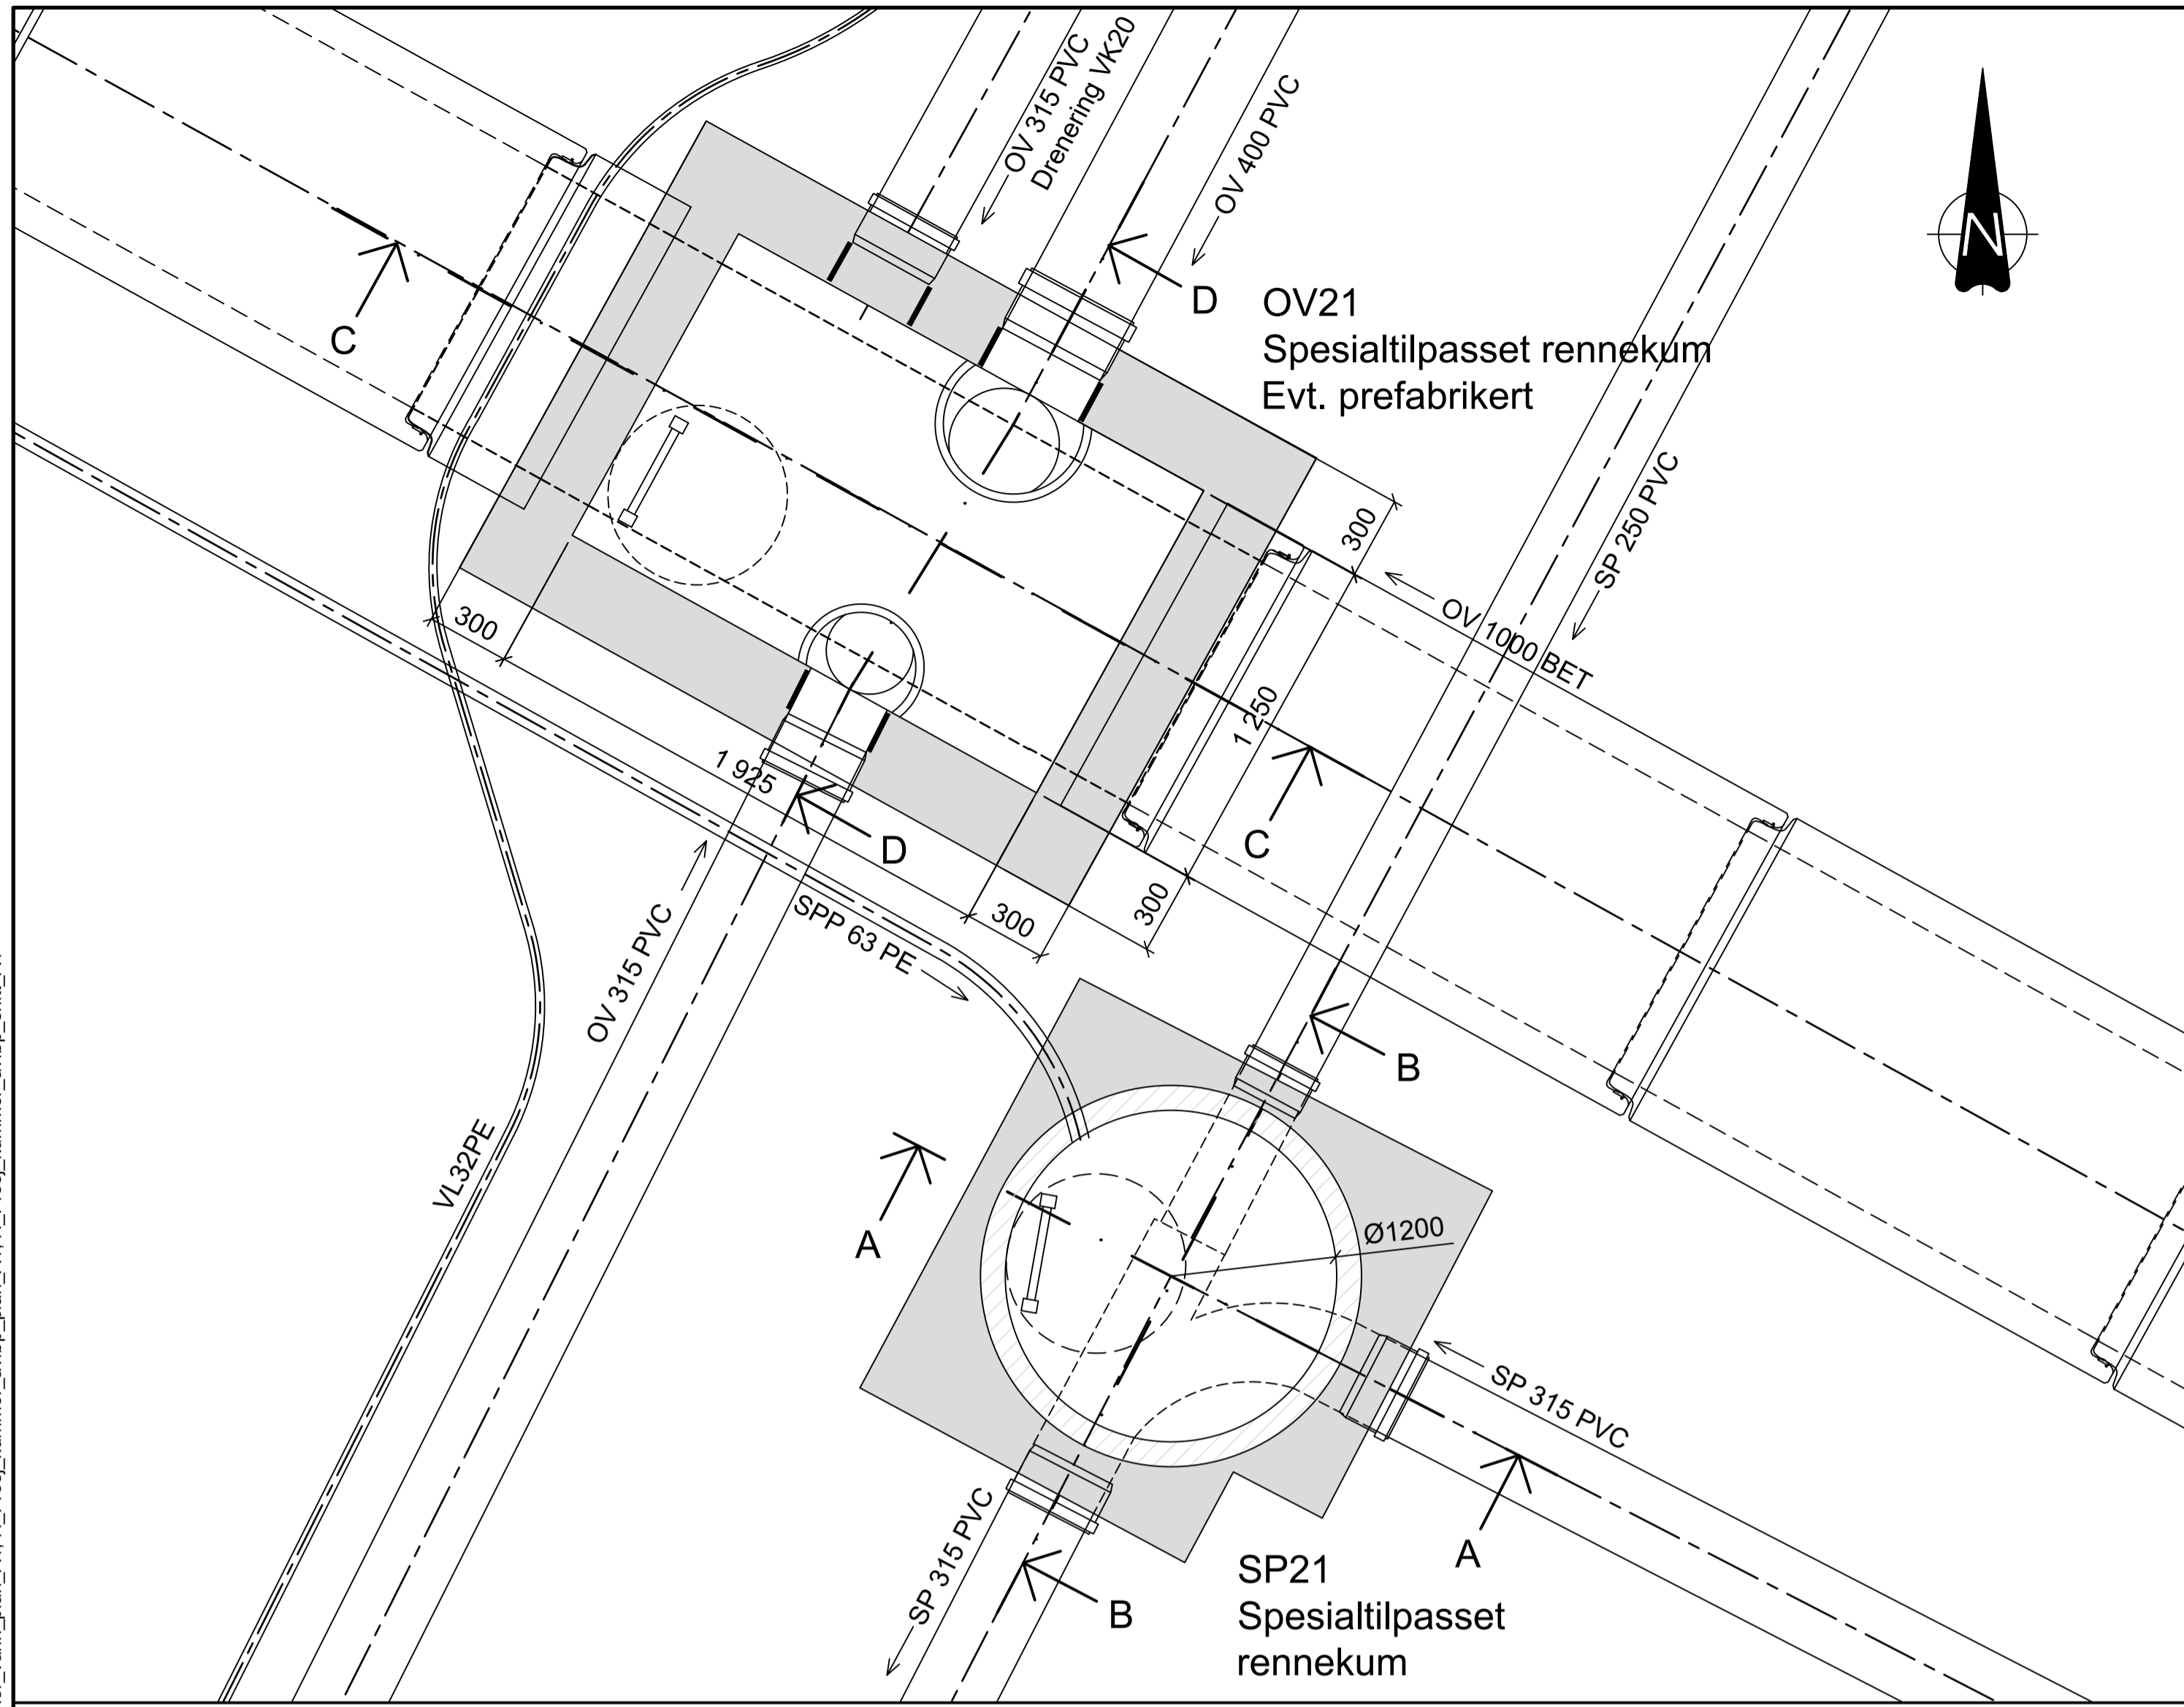 OV 315 PVC
Drenering VK20
OV 400 PVC
N
C
D
OV21
Spesialtilpasset rennekum
Evt. prefabrikert
300
SP 250 PVC
OV 1000 BET
300
1 250
1 925
C
D
300
300
SPP 63 PE
OV 315 PVC
B
VL32PE
A
Ø1200
SP 315 PVC
SP 315 PVC
A
B
SP21
Spesialtilpasset
rennekum